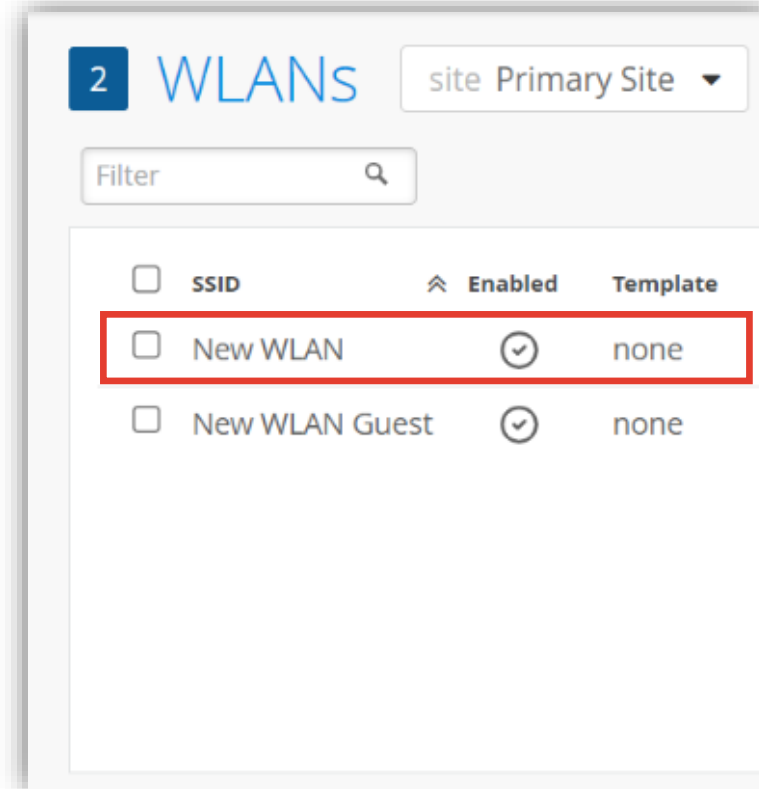 2 WLANs site Primary Site
Filter
SSID Enabled Template
New WLAN none
New WLAN Guest none